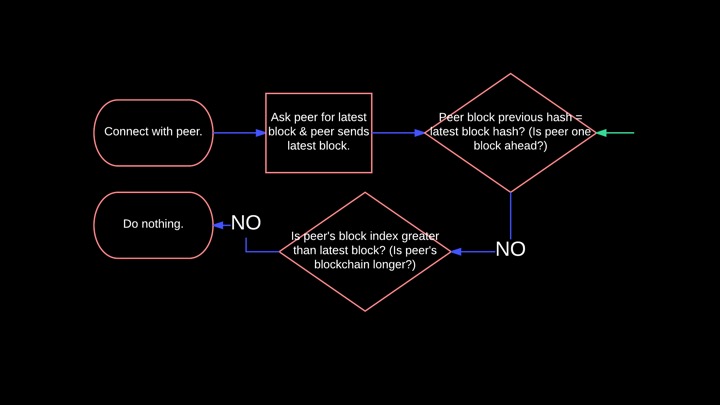 Connect with peer.
Ask peer for latest
block & peer sends
latest block.
Peer block previous hash =
latest block hash? (Is peer one
block ahead?)
NO
Is peer's block index greater
than latest block? (Is peer's
blockchain longer?)
NO
Do nothing.